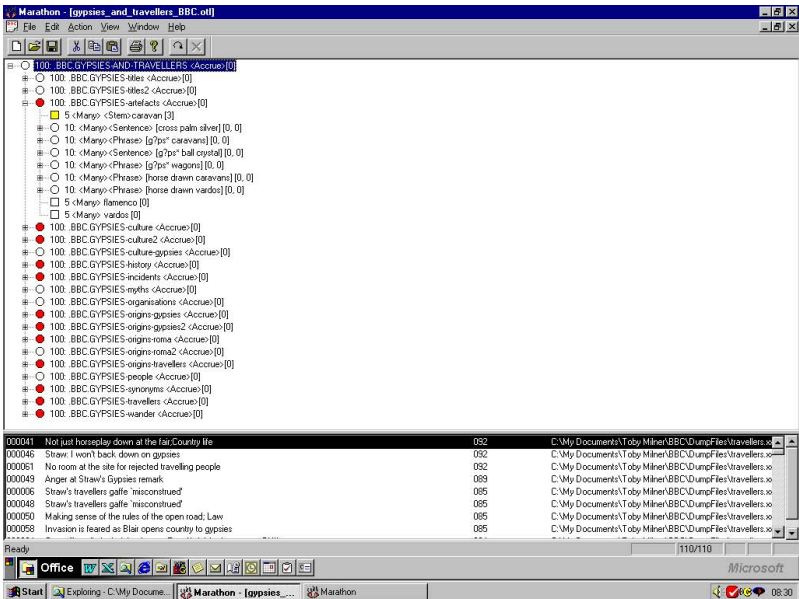 Marathon - [gypsies_and_travellers_BBC.otl]
File Edit Action View Window Help
100: .BBC.GYPSIES-AND-TRAVELLERS <Accrue>[0]
100: .BBC.GYPSIES-titles <Accrue>[0]
100: .BBC.GYPSIES-titles2 <Accrue>[0]
100: .BBC.GYPSIES-artefacts <Accrue>[0]
5 <Many> <Stem>caravan [3]
10: <Many><Sentence> [cross palm silver] [0, 0]
10: <Many><Phrase> [g?ps* caravans] [0, 0]
10: <Many><Sentence> [g?ps* ball crystal] [0, 0]
10: <Many><Phrase> [g?ps* wagons] [0, 0]
10: <Many><Phrase> [horse drawn caravans] [0, 0]
10: <Many><Phrase> [horse drawn vardos] [0, 0]
5 <Many> flamenco [0]
5 <Many> vardos [0]
100: .BBC.GYPSIES-culture <Accrue>[0]
100: .BBC.GYPSIES-culture2 <Accrue>[0]
100: .BBC.GYPSIES-culture-gypsies <Accrue>[0]
100: .BBC.GYPSIES-history <Accrue>[0]
100: .BBC.GYPSIES-incidents <Accrue>[0]
100: .BBC.GYPSIES-myths <Accrue>[0]
100: .BBC.GYPSIES-organisations <Accrue>[0]
100: .BBC.GYPSIES-origins-gypsies <Accrue>[0]
100: .BBC.GYPSIES-origins-gypsies2 <Accrue>[0]
100: .BBC.GYPSIES-origins-roma <Accrue>[0]
100: .BBC.GYPSIES-origins-roma2 <Accrue>[0]
100: .BBC.GYPSIES-origins-travellers <Accrue>[0]
100: .BBC.GYPSIES-people <Accrue>[0]
100: .BBC.GYPSIES-synonyms <Accrue>[0]
100: .BBC.GYPSIES-travellers <Accrue>[0]
100: .BBC.GYPSIES-wander <Accrue>[0]
000041 Not just horseplay down at the fair;Country life 092 C:\My Documents\Toby Milner\BBC\DumpFiles\travellers.x
000046 Straw: I won't back down on gypsies 092 C:\My Documents\Toby Milner\BBC\DumpFiles\travellers.x
000061 No room at the site for rejected travelling people 092 C:\My Documents\Toby Milner\BBC\DumpFiles\travellers.x
000049 Anger at Straw's Gypsies remark 089 C:\My Documents\Toby Milner\BBC\DumpFiles\travellers.x
000006 Straw's travellers gaffe `misconstrued' 085 C:\My Documents\Toby Milner\BBC\DumpFiles\travellers.x
000048 Straw's travellers gaffe `misconstrued' 085 C:\My Documents\Toby Milner\BBC\DumpFiles\travellers.x
000050 Making sense of the rules of the open road; Law 085 C:\My Documents\Toby Milner\BBC\DumpFiles\travellers.x
000058 Invasion is feared as Blair opens country to gypsies 085 C:\My Documents\Toby Milner\BBC\DumpFiles\travellers.x
Ready 110/110
Office Microsoft
Start Exploring - C:\My Docume... Marathon - [gypsies_... Marathon 08:30